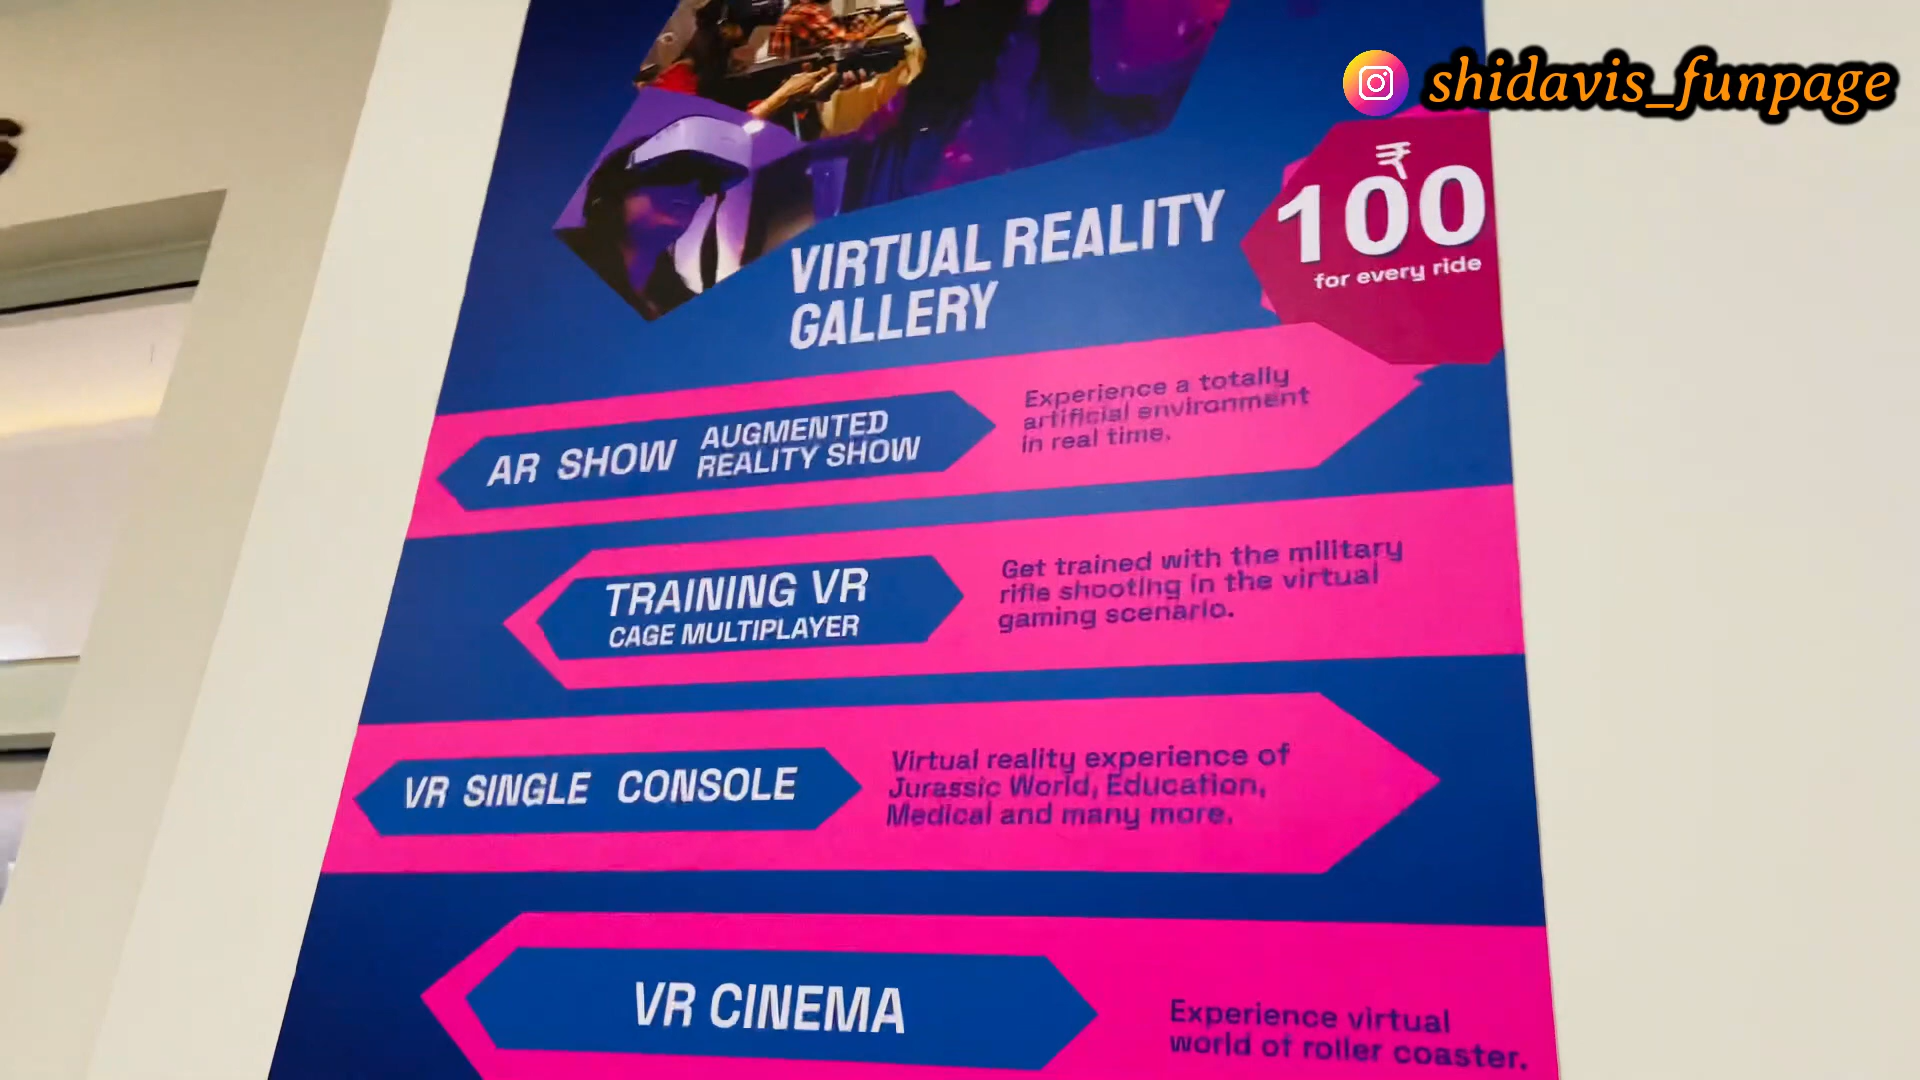 shidavis_funpage
₹
100
for every ride
VIRTUAL REALITY
GALLERY
AR SHOW AUGMENTED
REALITY SHOW
Experience a totally
artificial environment
in real time.
TRAINING VR
CAGE MULTIPLAYER
Get trained with the military
rifle shooting in the virtual
gaming scenario.
VR SINGLE CONSOLE
Virtual reality experience of
Jurassic World, Education,
Medical and many more.
VR CINEMA
Experience virtual
world of roller coaster.